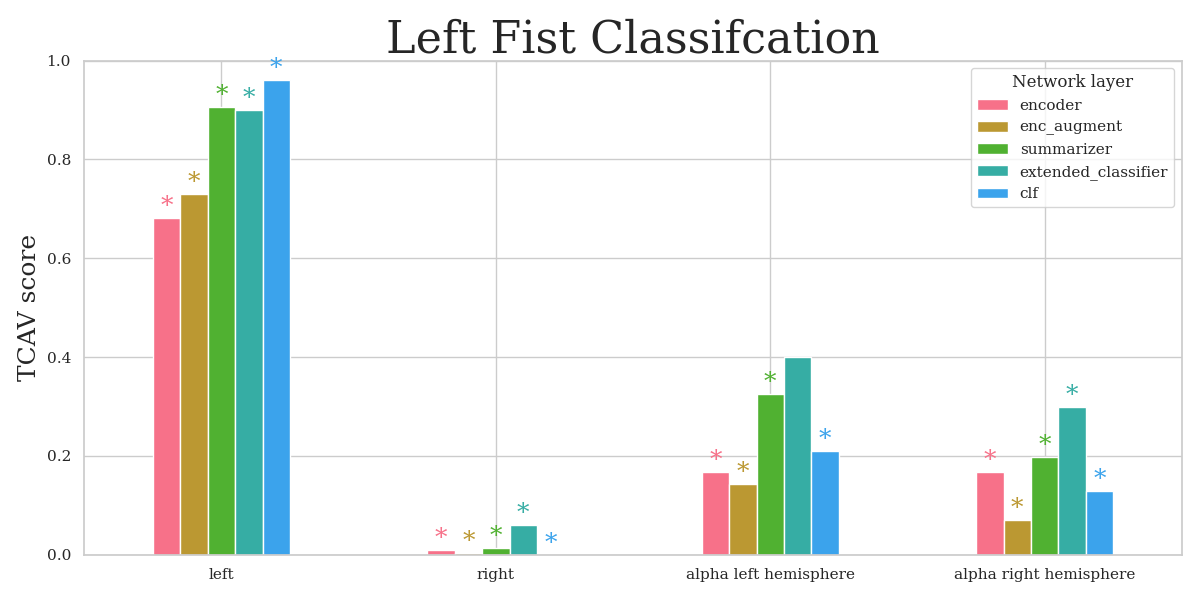 Left Fist Classifcation
TCAV score
1.0
0.8
0.6
0.4
0.2
0.0
Network layer
encoder
enc_augment
summarizer
extended_classifier
clf
* * * * *
* * * * *
* * * *
* * * * *
left right alpha left hemisphere alpha right hemisphere